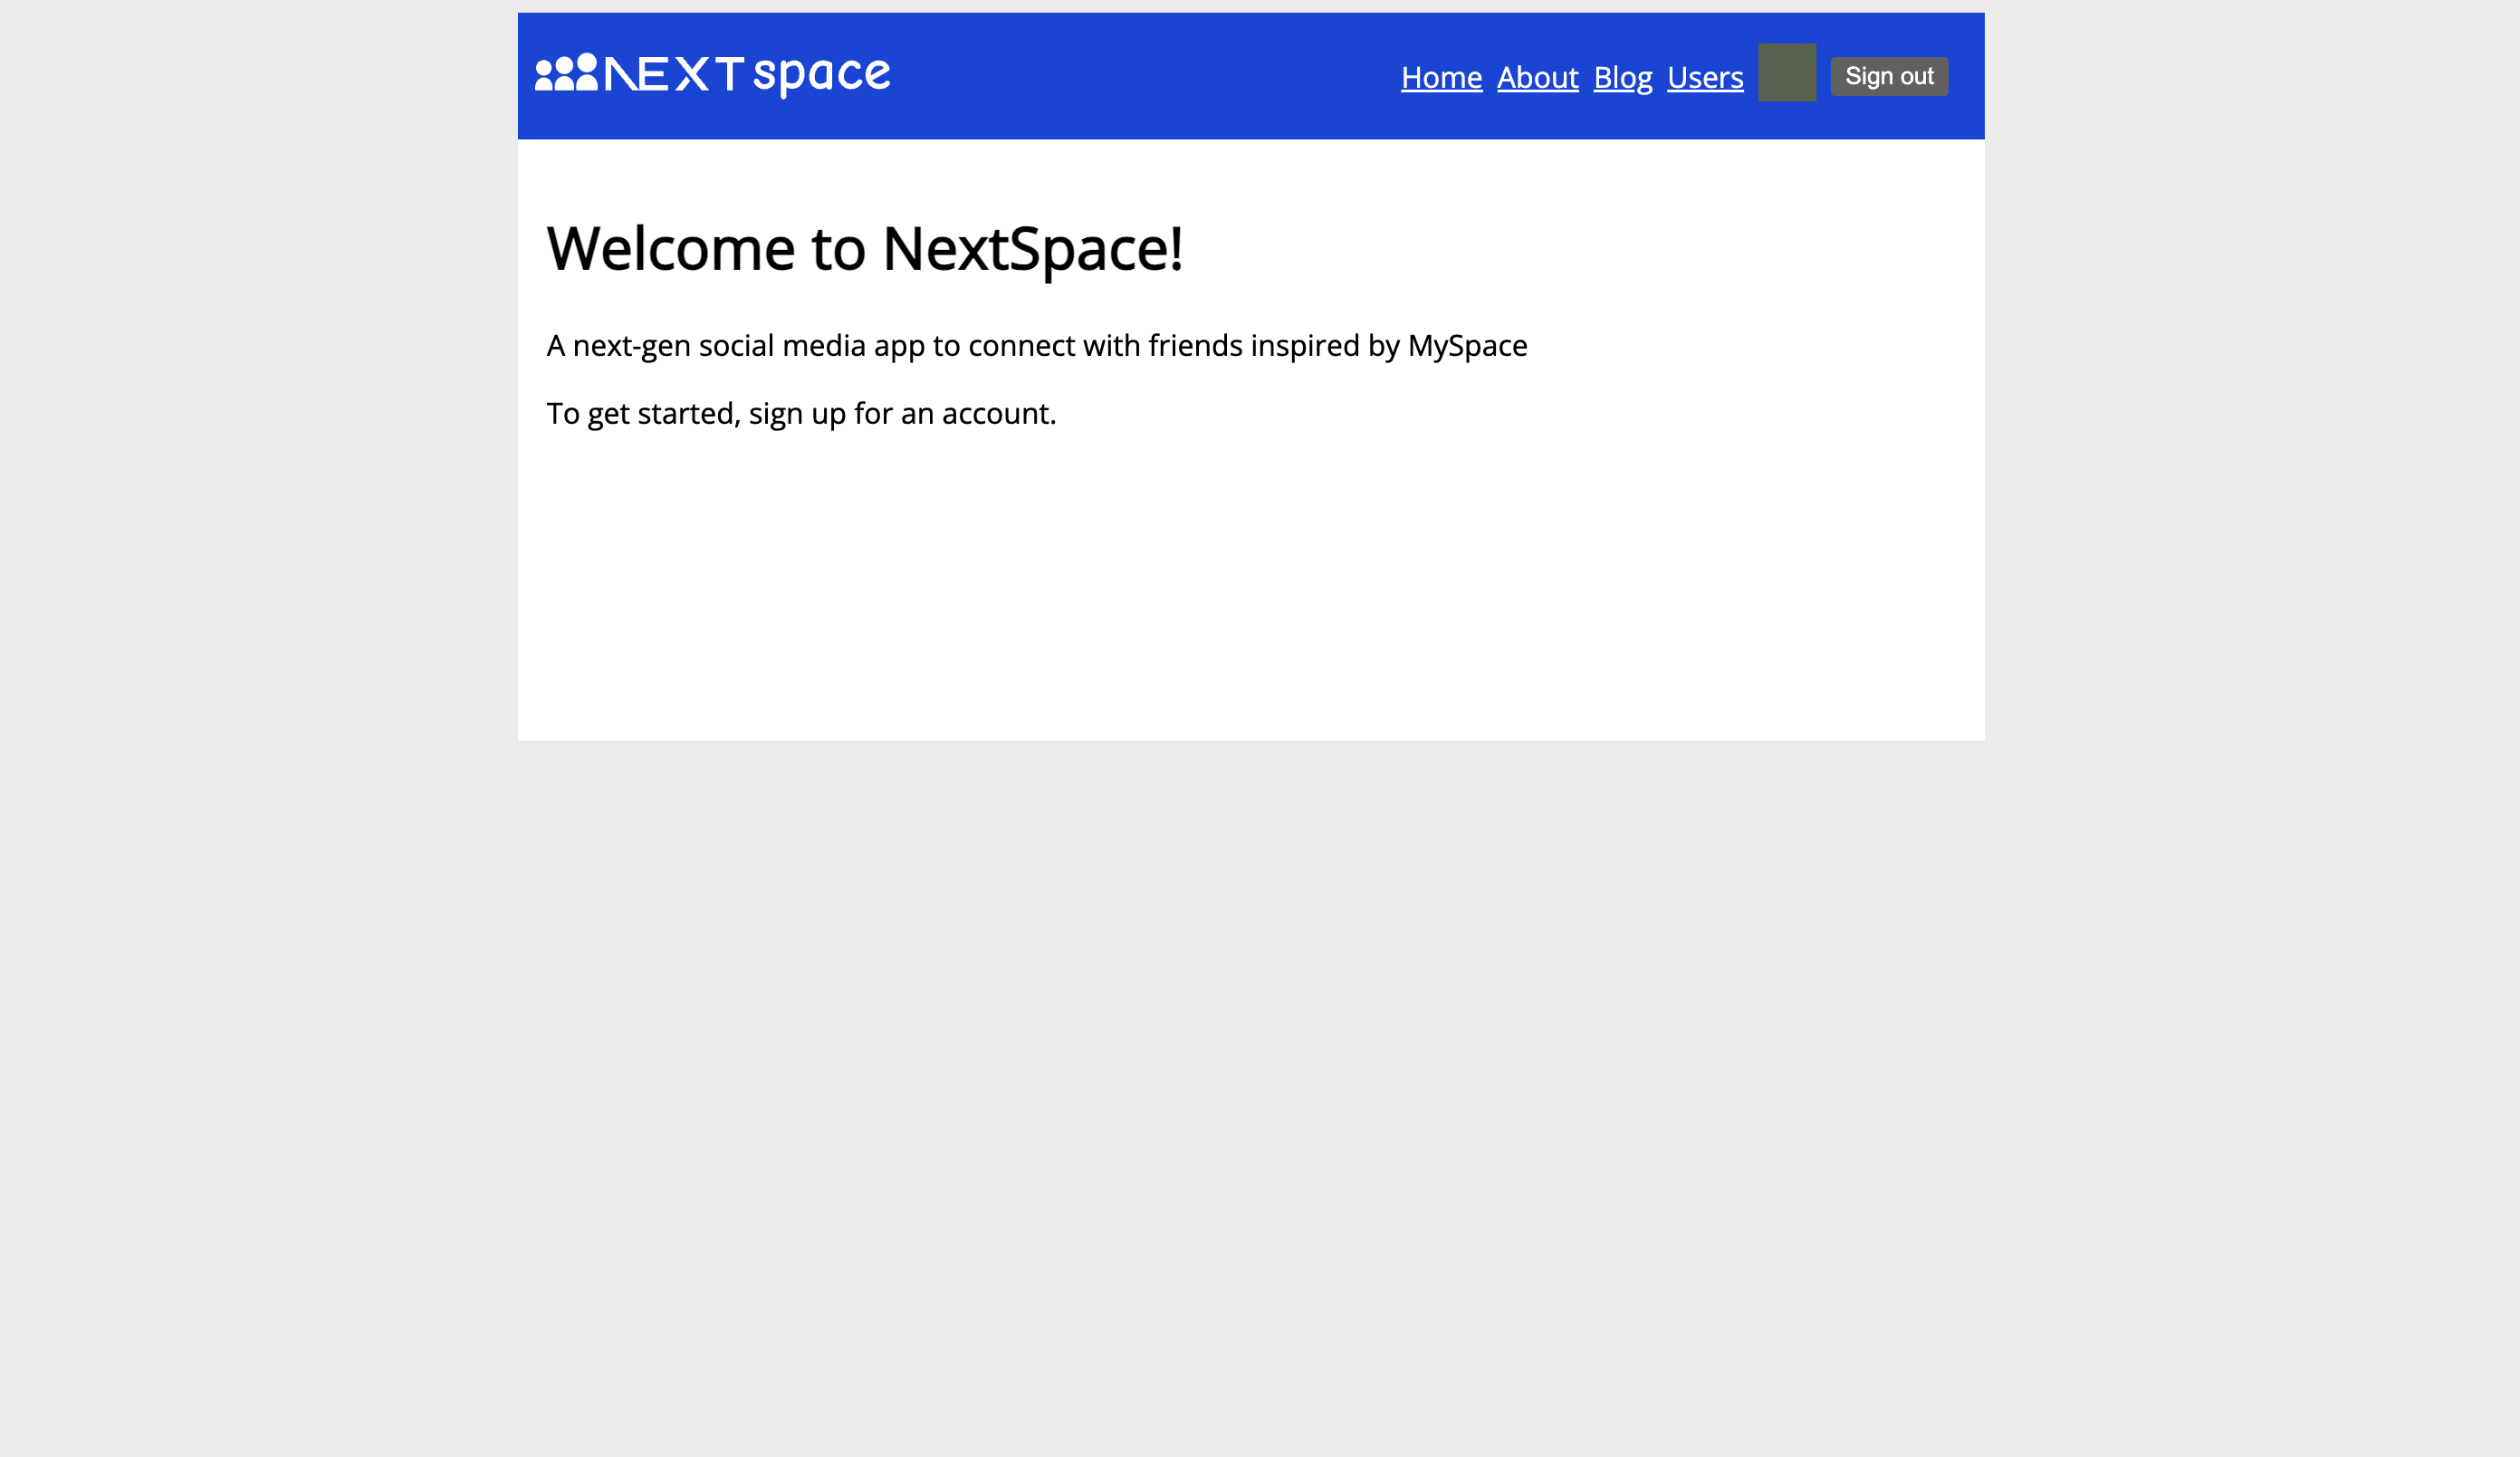 NEXT space
Home About Blog Users Sign out
Welcome to NextSpace!
A next-gen social media app to connect with friends inspired by MySpace
To get started, sign up for an account.